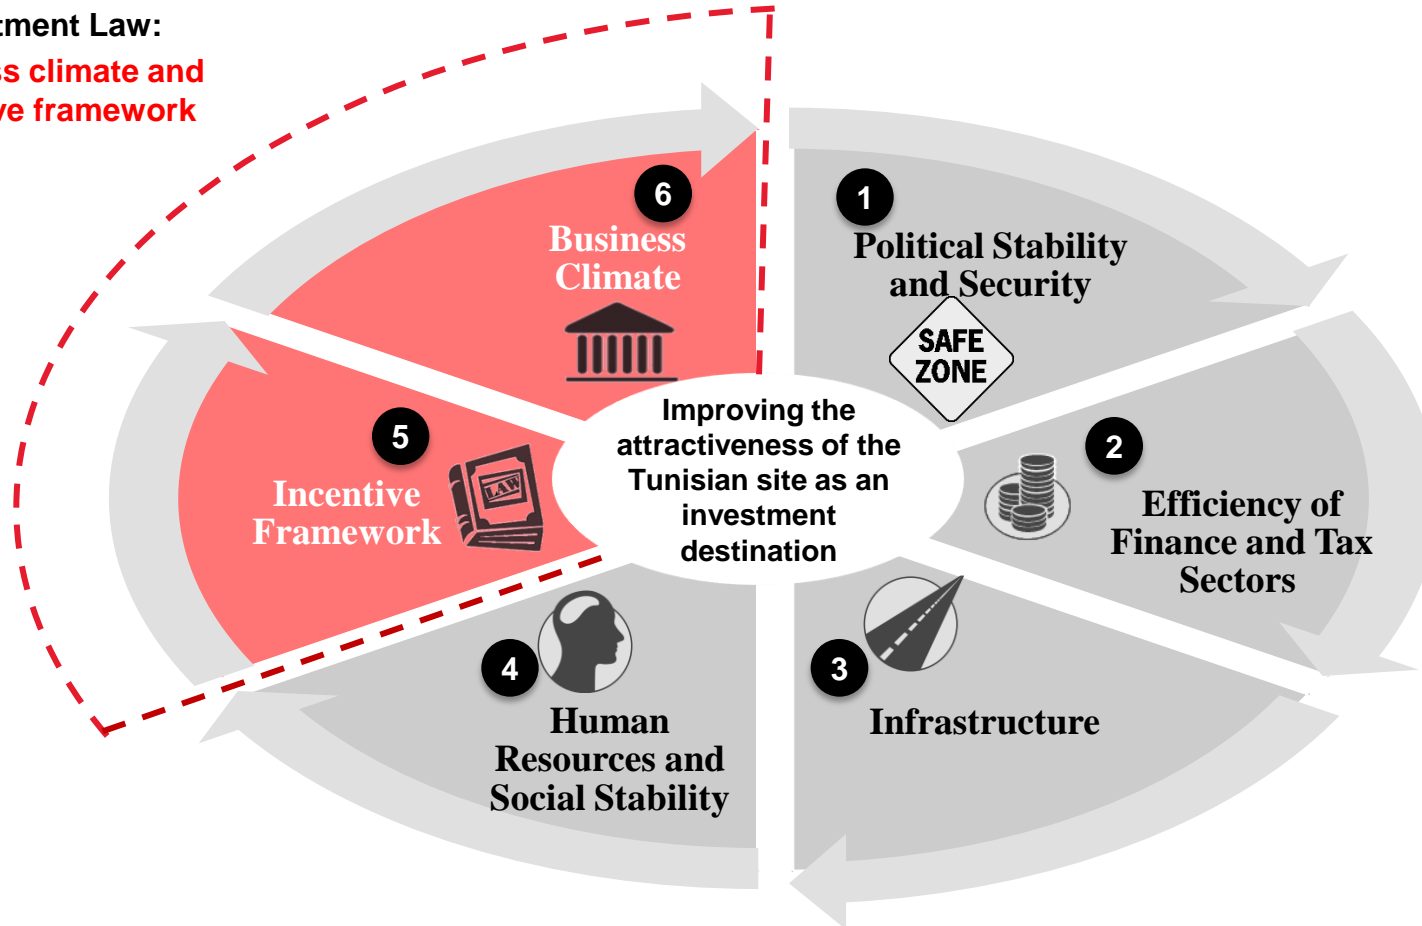 tment Law:
ss climate and
ve framework
6
Business
Climate
1
Political Stability
and Security
SAFE
ZONE
5
Incentive
Framework
LAW
Improving the
attractiveness of the
Tunisian site as an
investment
destination
2
Efficiency of
Finance and Tax
Sectors
4
Human
Resources and
Social Stability
3
Infrastructure